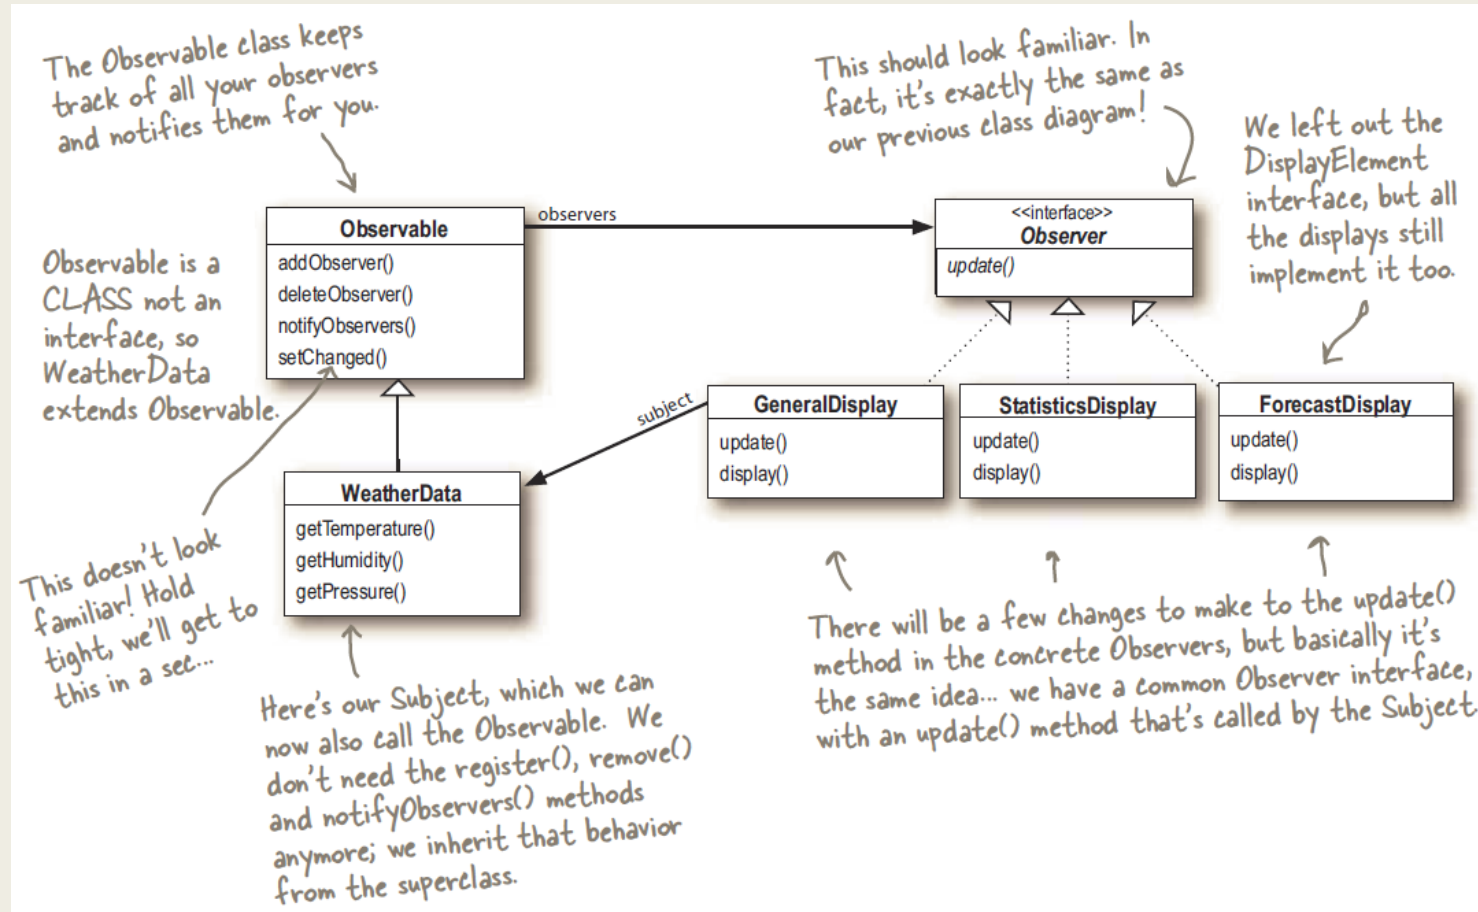 The Observable class keeps
track of all your observers
and notifies them for you.
This should look familiar. In
fact, it's exactly the same as
our previous class diagram!
We left out the
DisplayElement
interface, but all
the displays still
implement it too.
Observable
addObserver()
deleteObserver()
notifyObservers()
setChanged()
observers
<<interface>>
Observer
update()
Observable is a
CLASS not an
interface, so
WeatherData
extends Observable.
subject
GeneralDisplay
update()
display()
StatisticsDisplay
update()
display()
ForecastDisplay
update()
display()
WeatherData
getTemperature()
getHumidity()
getPressure()
This doesn't look
familiar! Hold
tight, we'll get to
this in a sec...
Here's our Subject, which we can
now also call the Observable. We
don't need the register(), remove()
and notifyObservers() methods
anymore; we inherit that behavior
from the superclass.
There will be a few changes to make to the update()
method in the concrete Observers, but basically it's
the same idea... we have a common Observer interface,
with an update() method that's called by the Subject.